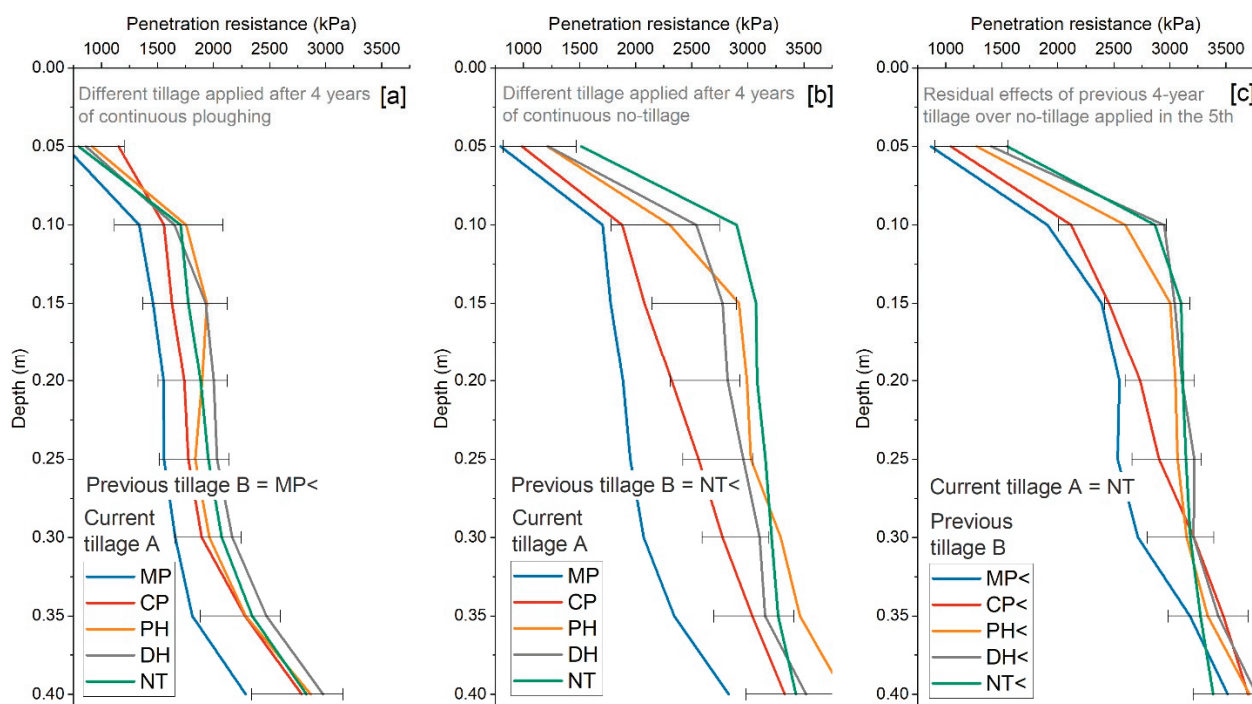 Penetration resistance (kPa)
1000 1500 2000 2500 3000 3500
0.00
0.05
0.10
0.15
0.20
0.25
0.30
0.35
0.40
Depth (m)
Different tillage applied after 4 years
of continuous ploughing
[a]
Previous tillage B = MP<
Current
tillage A
MP
CP
PH
DH
NT
Penetration resistance (kPa)
1000 1500 2000 2500 3000 3500
0.00
0.05
0.10
0.15
0.20
0.25
0.30
0.35
0.40
Depth (m)
Different tillage applied after 4 years
of continuous no-tillage
[b]
Previous tillage B = NT<
Current
tillage A
MP
CP
PH
DH
NT
Penetration resistance (kPa)
1000 1500 2000 2500 3000 3500
0.00
0.05
0.10
0.15
0.20
0.25
0.30
0.35
0.40
Depth (m)
Residual effects of previous 4-year
tillage over no-tillage applied in the 5th
[c]
Current tillage A = NT
Previous
tillage B
MP<
CP<
PH<
DH<
NT<